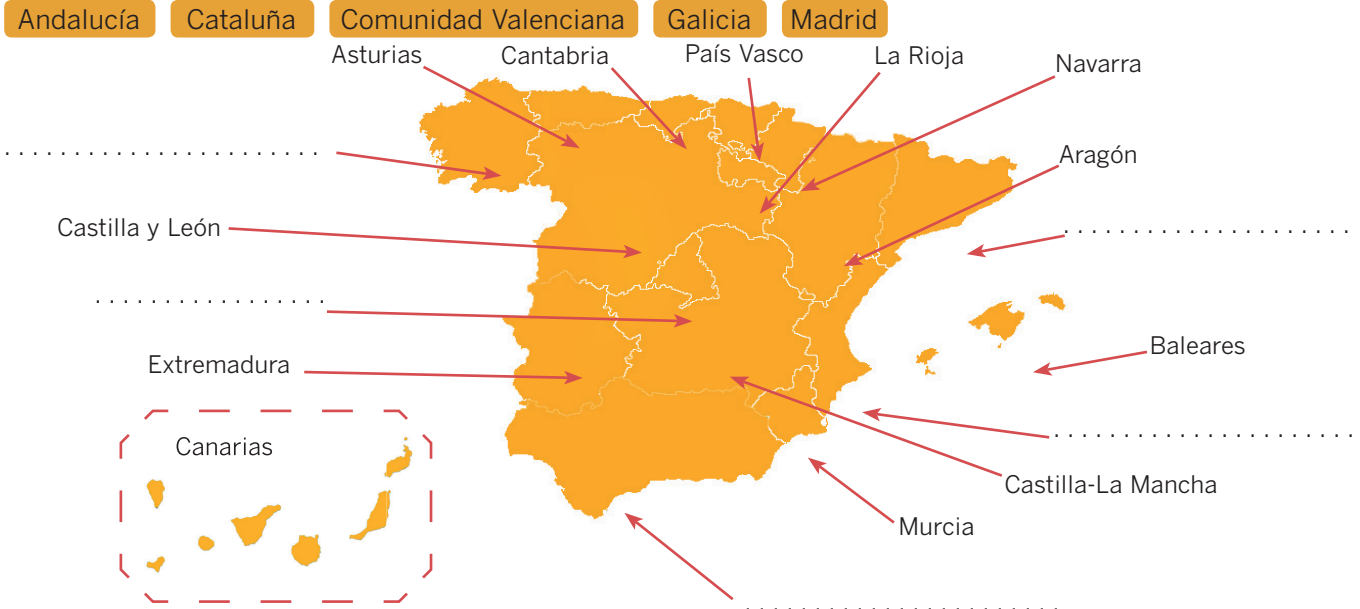 Andalucía Cataluña Comunidad Valenciana Galicia Madrid
Asturias Cantabria País Vasco La Rioja Navarra
Aragón
Castilla y León
Baleares
Extremadura
Canarias
Castilla-La Mancha
Murcia